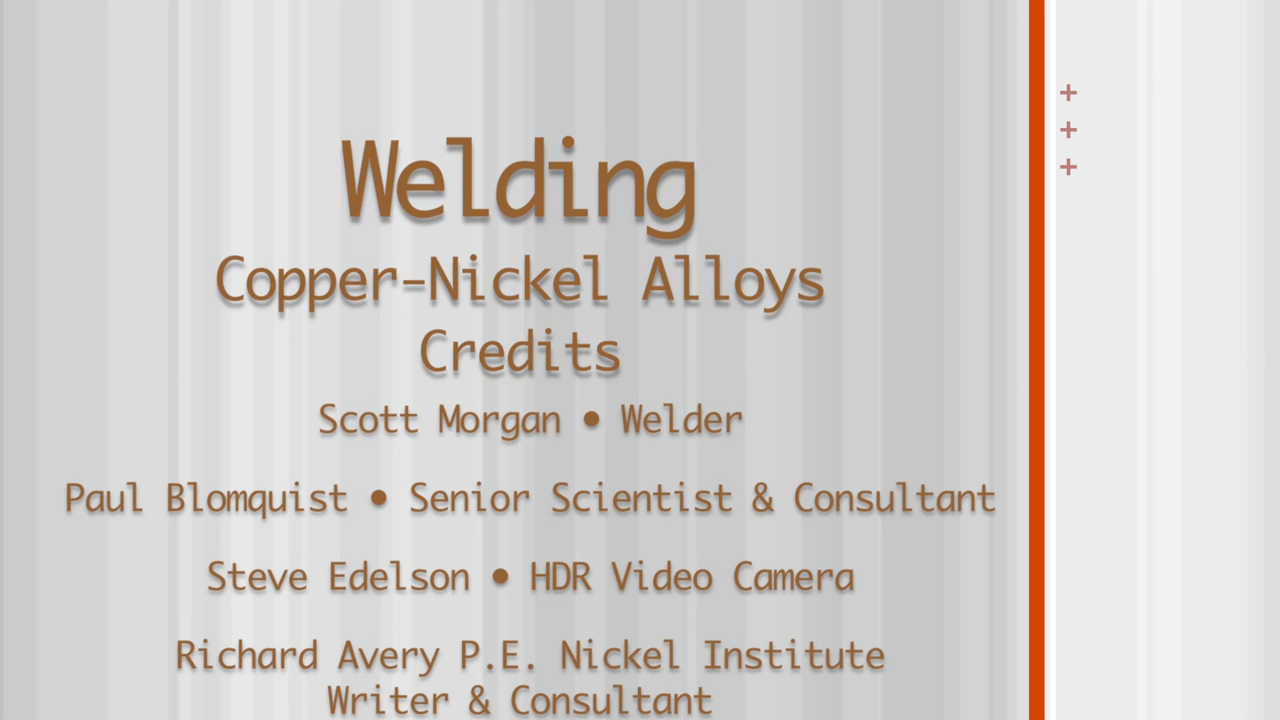 Welding
Copper-Nickel Alloys
Credits
Scott Morgan • Welder
Paul Blomquist • Senior Scientist & Consultant
Steve Edelson • HDR Video Camera
Richard Avery P.E. Nickel Institute
Writer & Consultant
+
+
+